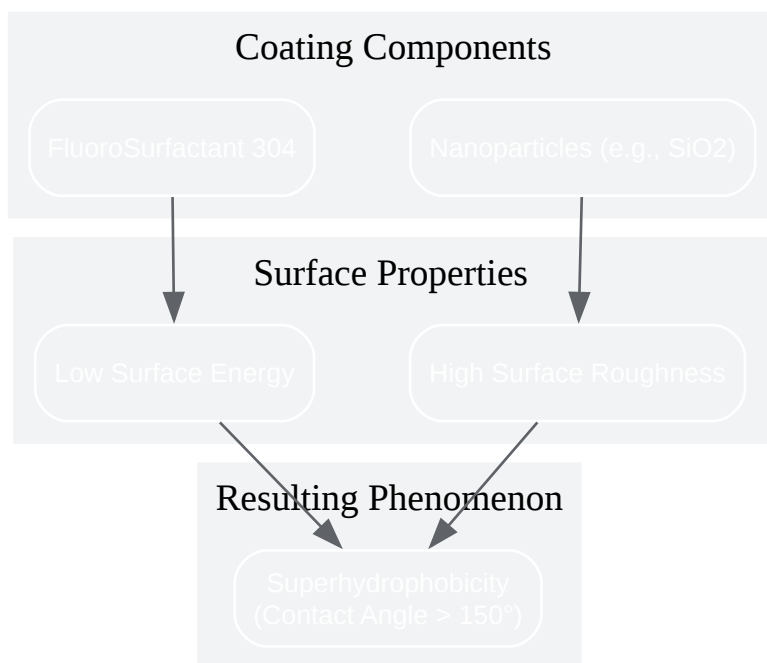 Coating Components
FluoroSurfactant 304
Nanoparticles (e.g., SiO2)
Surface Properties
Low Surface Energy
High Surface Roughness
Resulting Phenomenon
Superhydrophobicity
(Contact Angle > 150°)